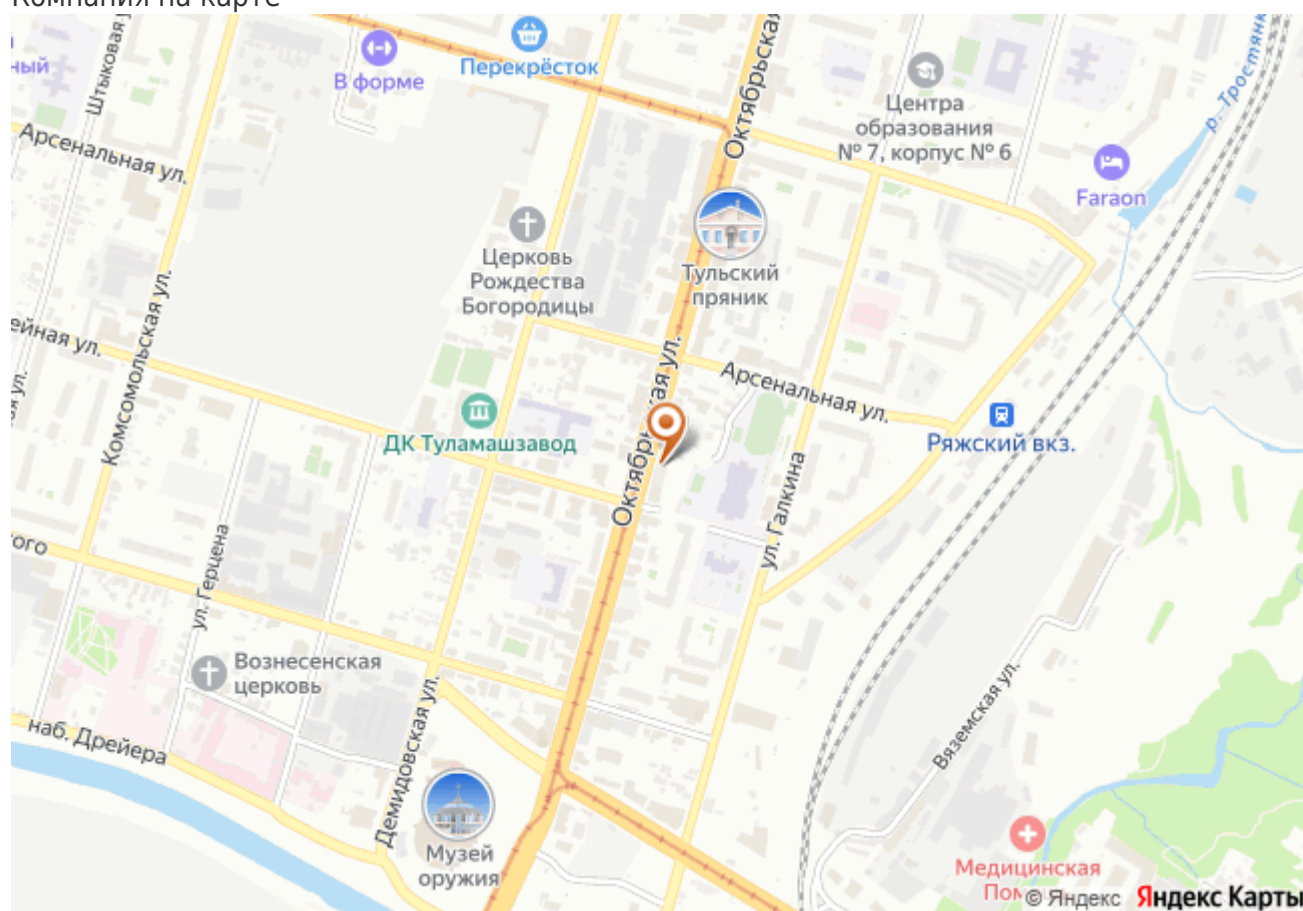 Компания на карте
Штыковая
ный
В форме
Перекрёсток
Октябрьская
Центра
образования
№ 7, корпус № 6
р. Тростянк
Faraon
Арсенальная ул.
Церковь
Рождества
Богородицы
Тульский
пряник
Комсомольская ул.
ейная ул.
ая ул.
Арсенальная ул.
Ряжский вкз.
ДК Туламашзавод
Октябрьская ул.
ул. Галкина
ого
ул. Герцена
Вознесенская
церковь
Вяземская ул.
наб. Дрейера
Демидовская ул.
Музей
оружия
Медицинская
Пом
© Яндекс Яндекс Карты